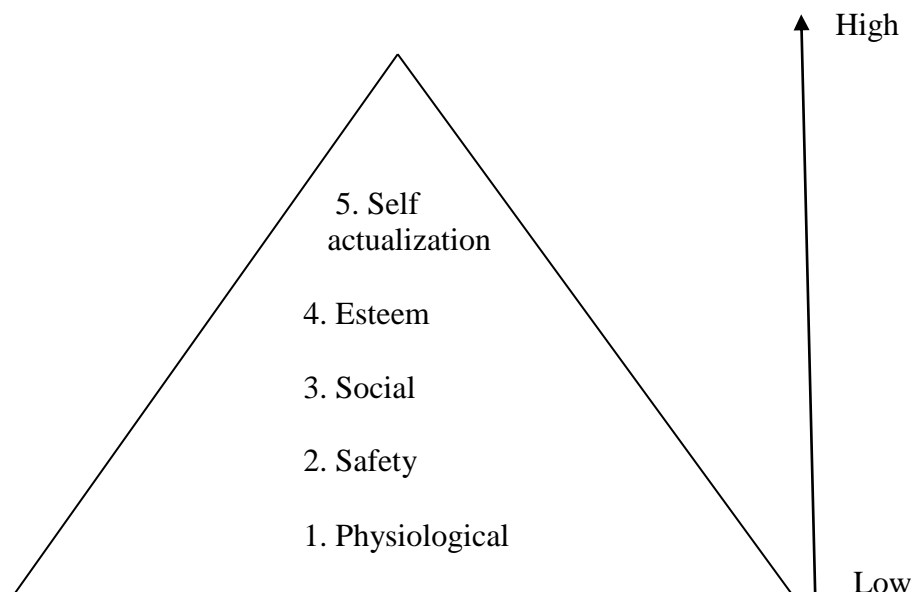 High
5. Self
actualization
4. Esteem
3. Social
2. Safety
1. Physiological
Low